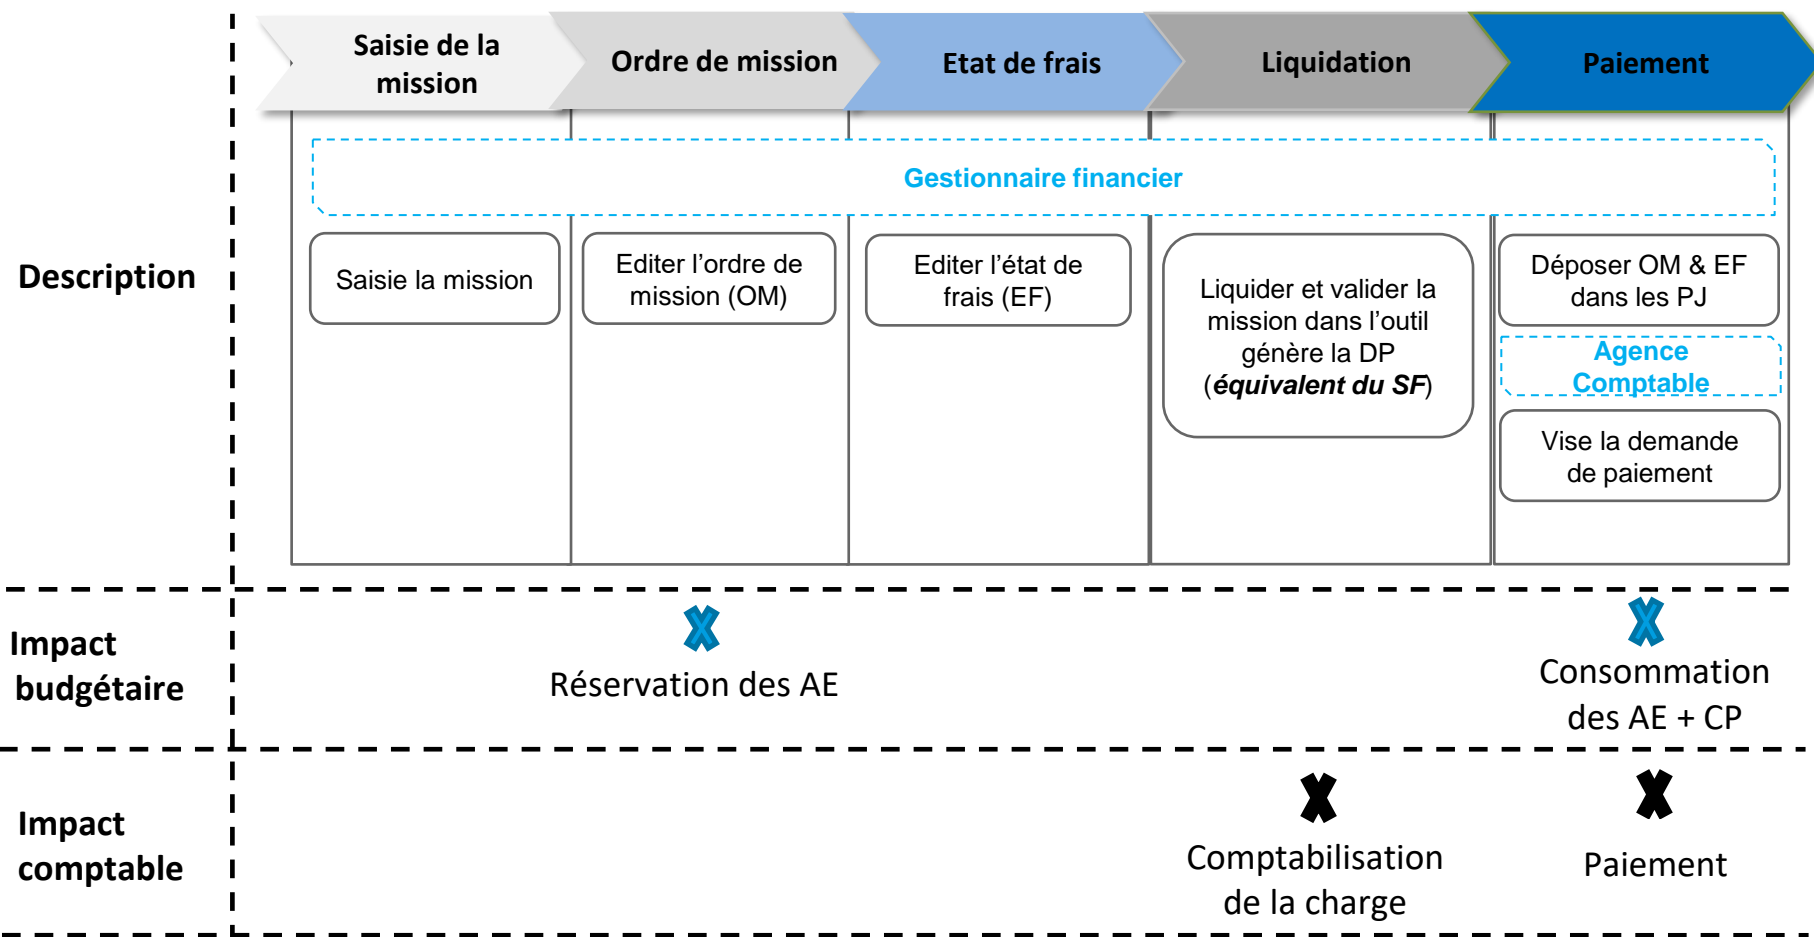 Saisie de la
mission
Ordre de mission
Etat de frais
Liquidation
Paiement
Gestionnaire financier
Description
Saisie la mission
Editer l’ordre de
mission (OM)
Editer l’état de
frais (EF)
Liquider et valider la
mission dans l’outil
génère la DP
(équivalent du SF)
Déposer OM & EF
dans les PJ
Agence
Comptable
Vise la demande
de paiement
Impact
budgétaire
Réservation des AE
Consommation
des AE + CP
Impact
comptable
Comptabilisation
de la charge
Paiement